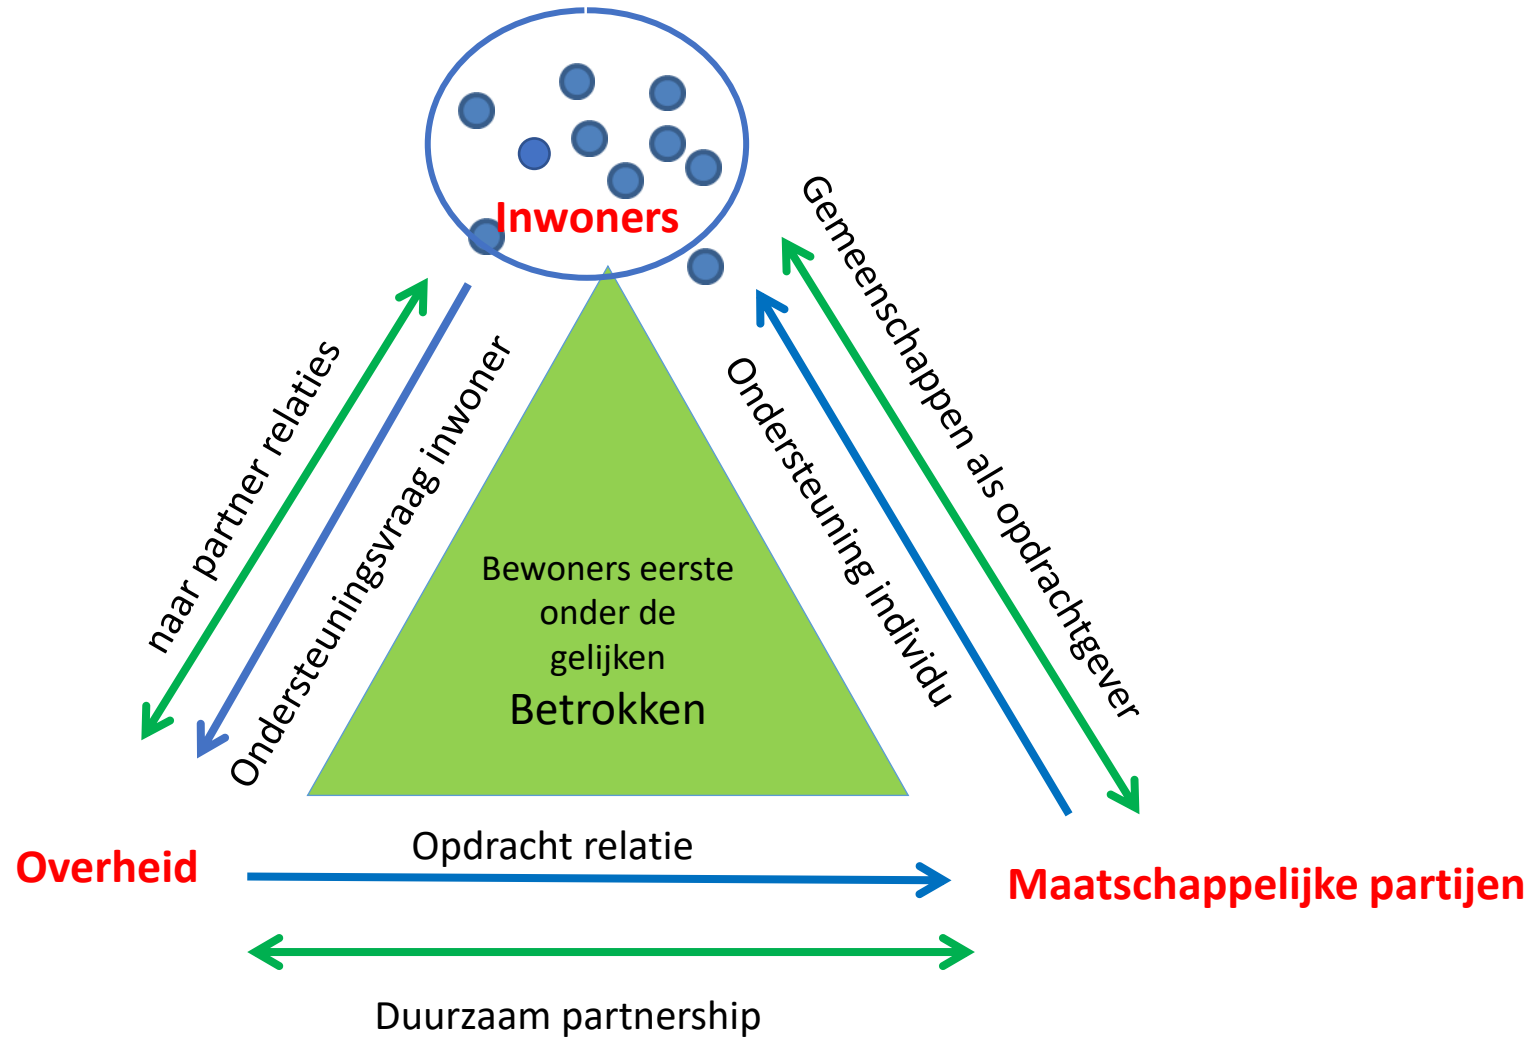 Inwoners
Gemeenschappen als opdrachtgever
naar partner relaties
Ondersteuningsvraag inwoner
Ondersteuning individu
Bewoners eerste
onder de
gelijken
Betrokken
Opdracht relatie
Overheid
Maatschappelijke partijen
Duurzaam partnership